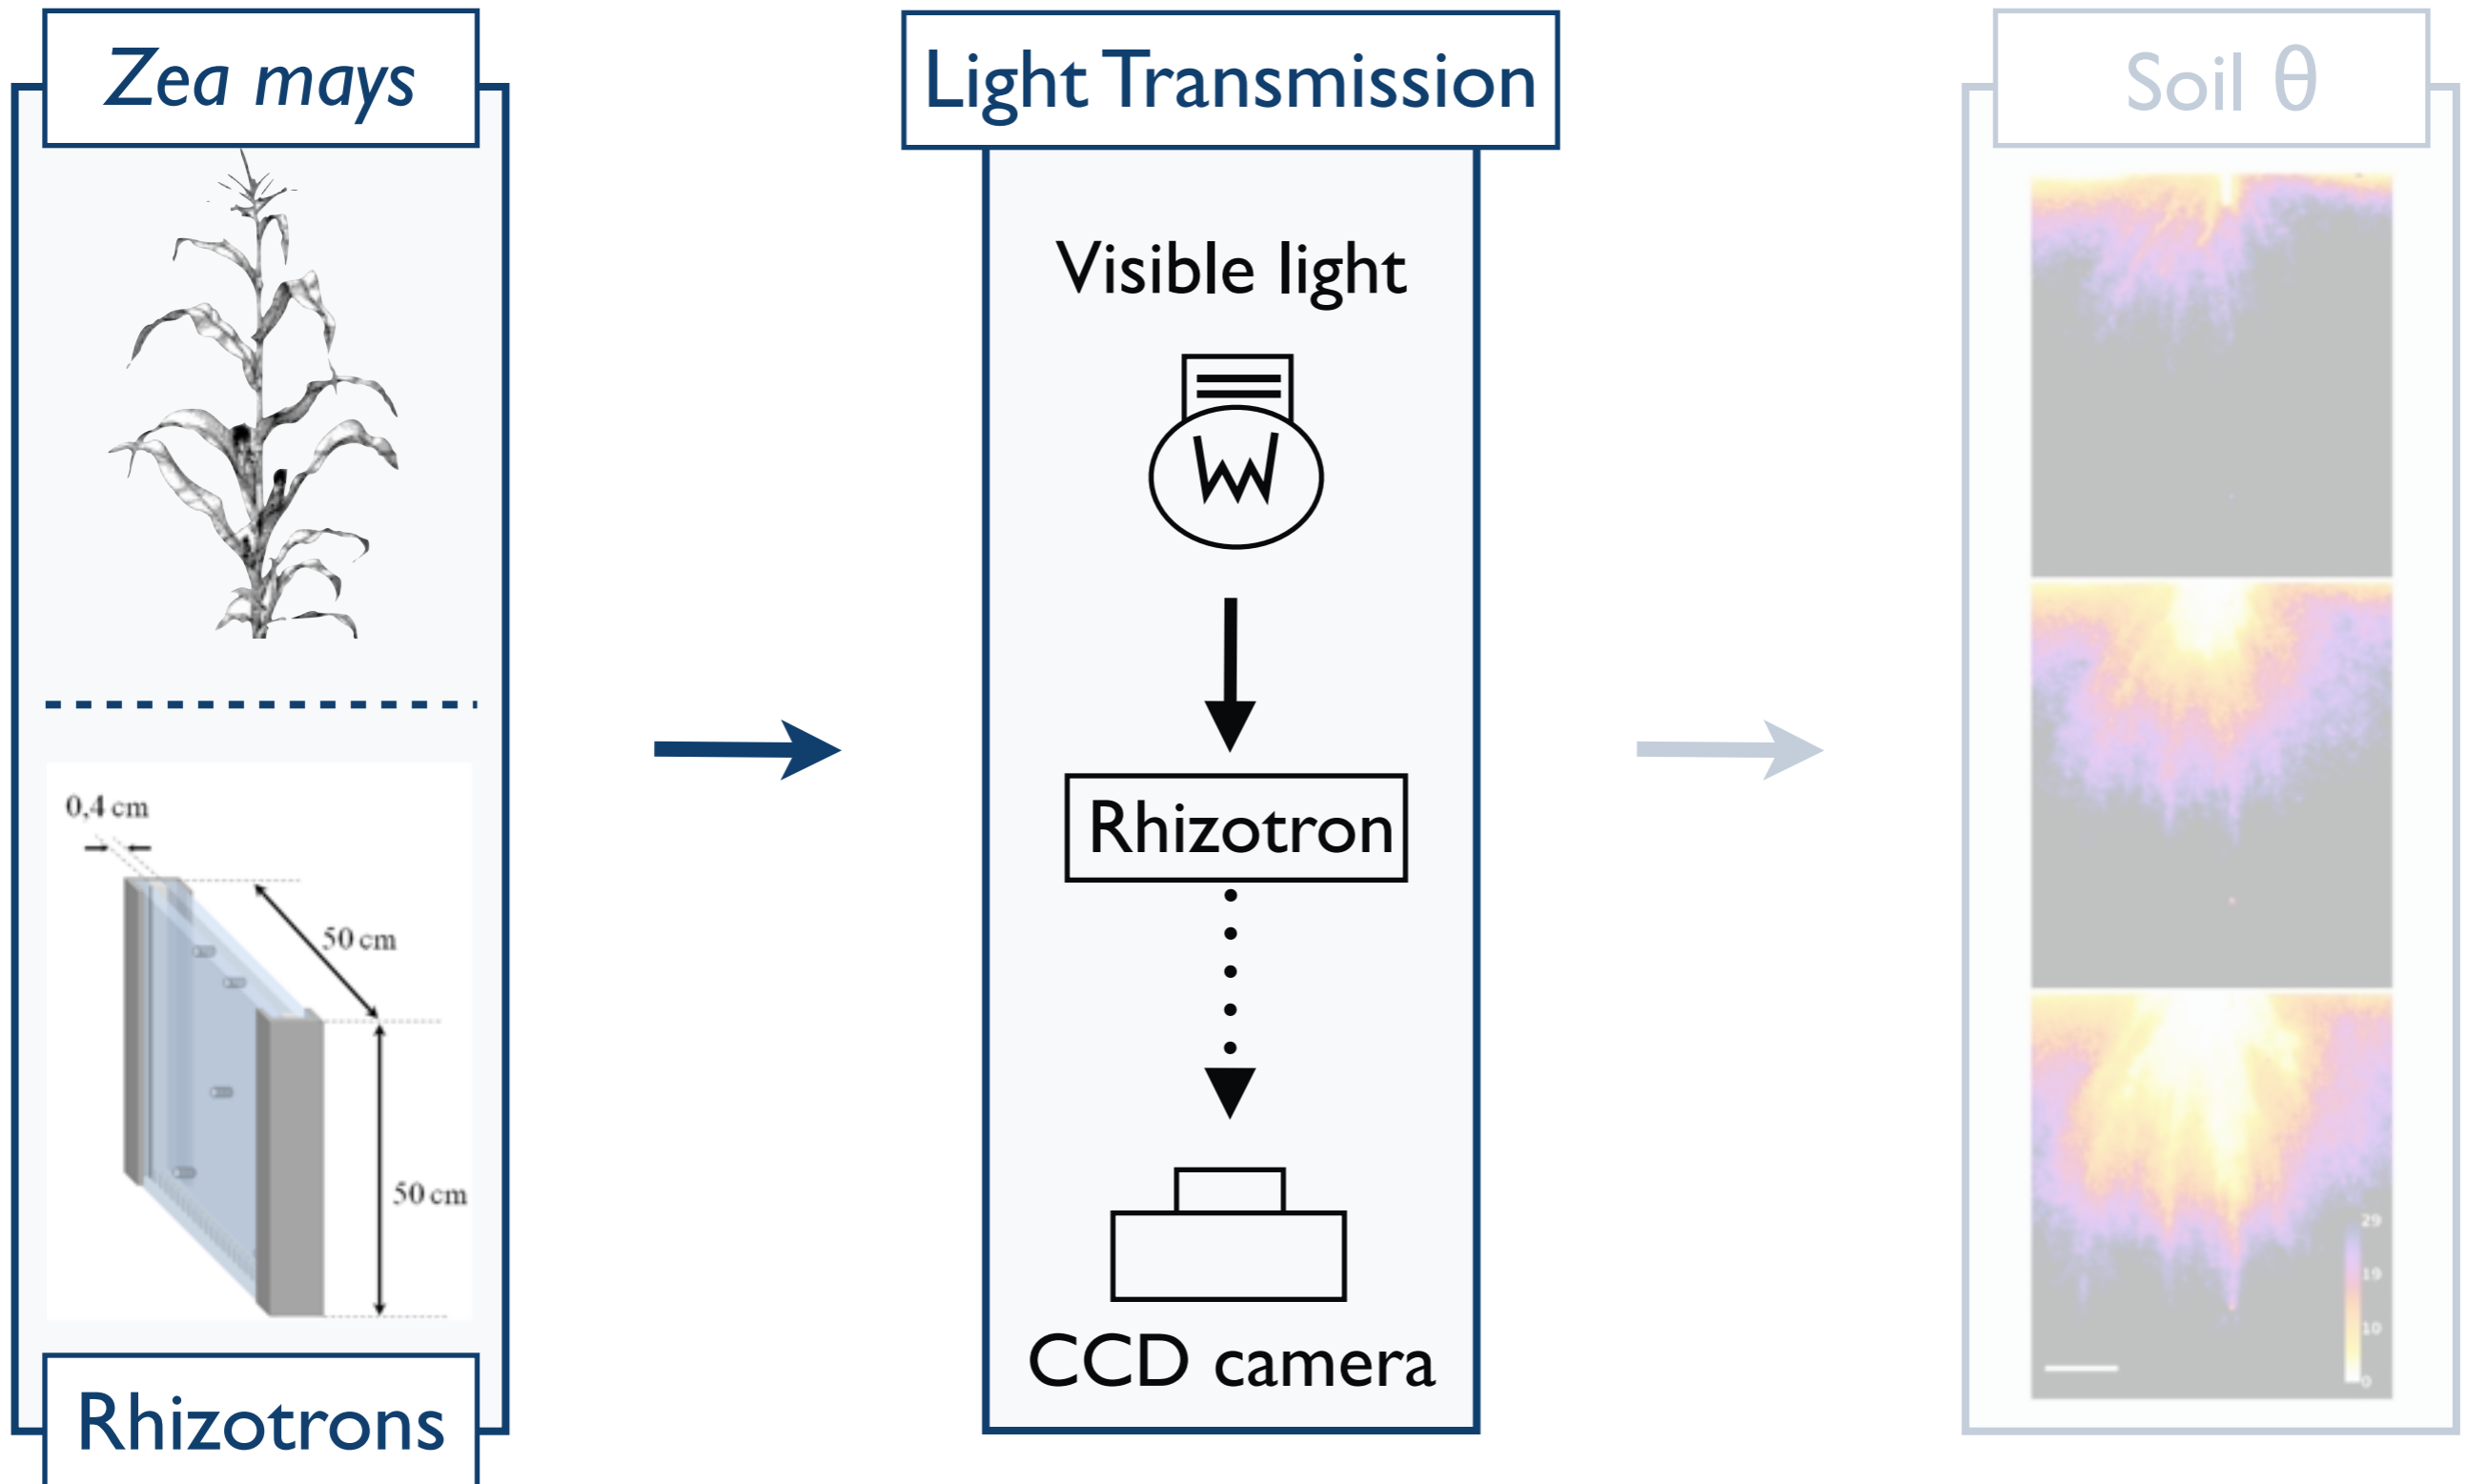 Zea mays
0,4 cm
50 cm
50 cm
Rhizotrons
Light Transmission
Visible light
Rhizotron
CCD camera
Soil θ
29
19
10
0